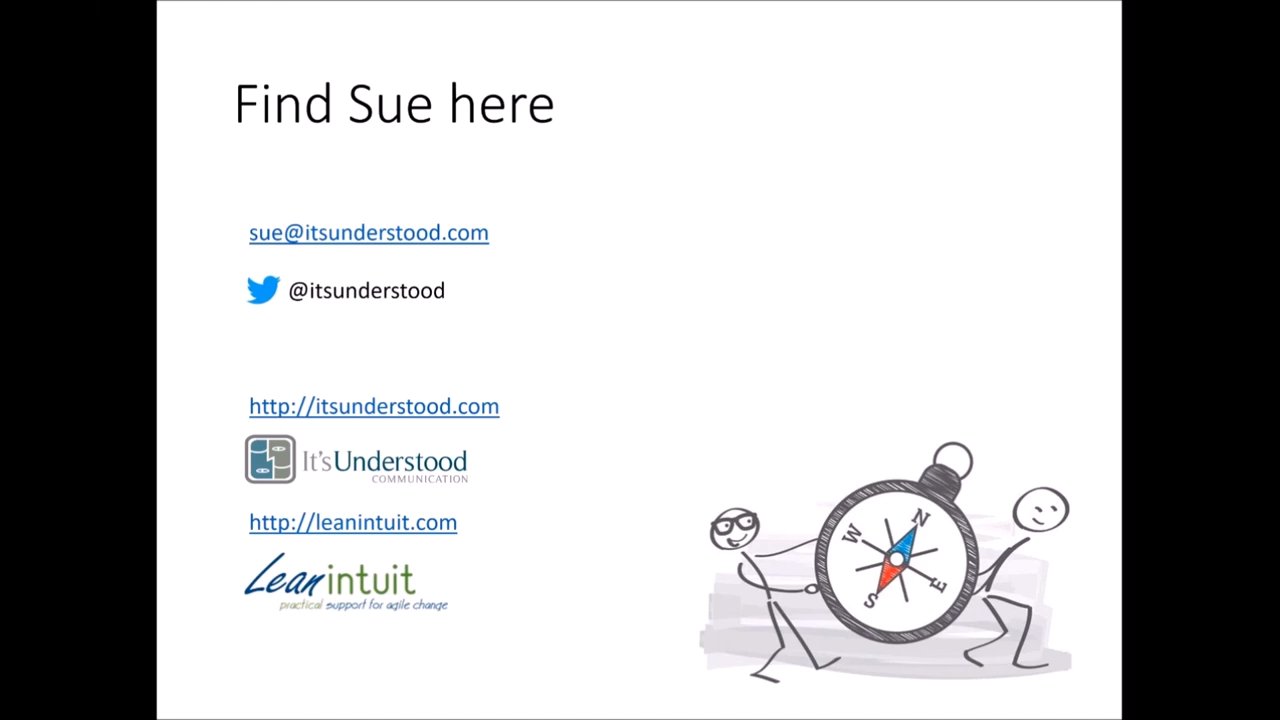 Find Sue here
sue@itsunderstood.com
@itsunderstood
http://itsunderstood.com
It'sUnderstood
COMMUNICATION
http://leanintuit.com
Leanintuit
practical support for agile change
N
W
E
S